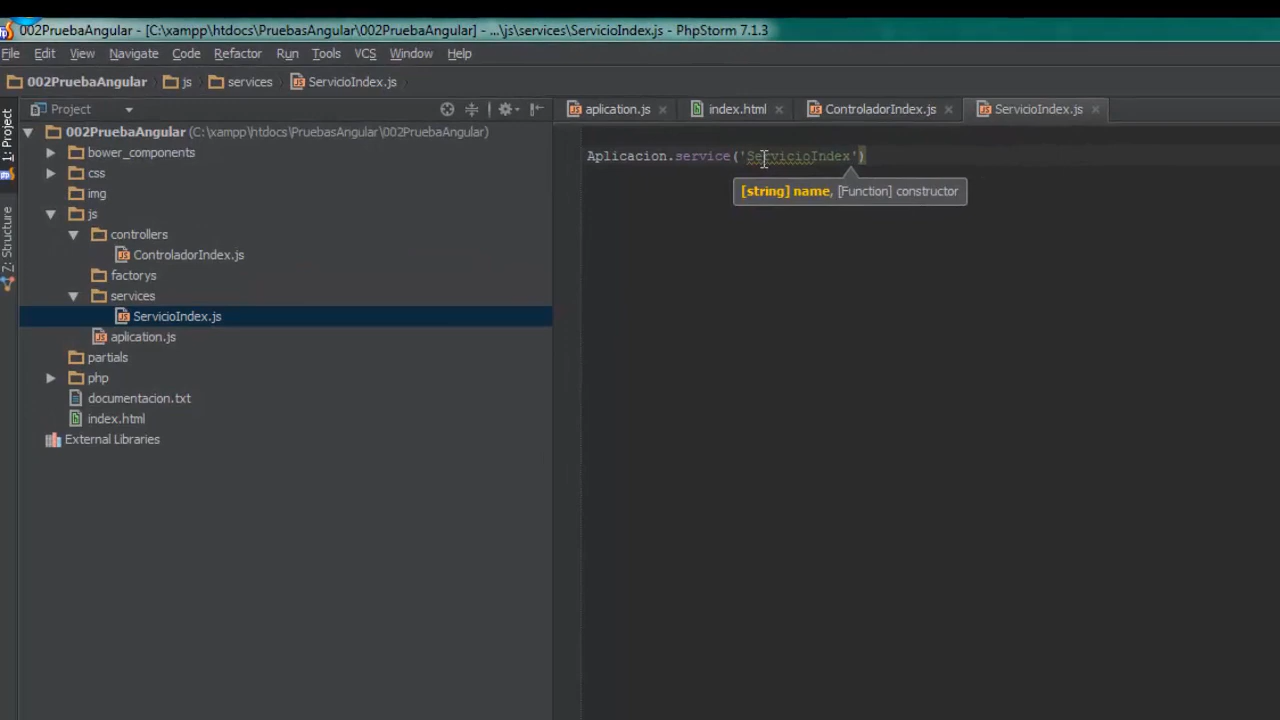 002PruebaAngular - [C:\xampp\htdocs\PruebasAngular\002PruebaAngular] - ...\js\services\ServicioIndex.js - PhpStorm 7.1.3
File Edit View Navigate Code Refactor Run Tools VCS Window Help
002PruebaAngular js services ServicioIndex.js
1: Project
Z: Structure
Project
aplication.js index.html ControladorIndex.js ServicioIndex.js
002PruebaAngular (C:\xampp\htdocs\PruebasAngular\002PruebaAngular)
bower_components
css
img
js
controllers
ControladorIndex.js
factorys
services
ServicioIndex.js
aplication.js
partials
php
documentacion.txt
index.html
External Libraries
Aplicacion.service('ServicioIndex')
[string] name, [Function] constructor